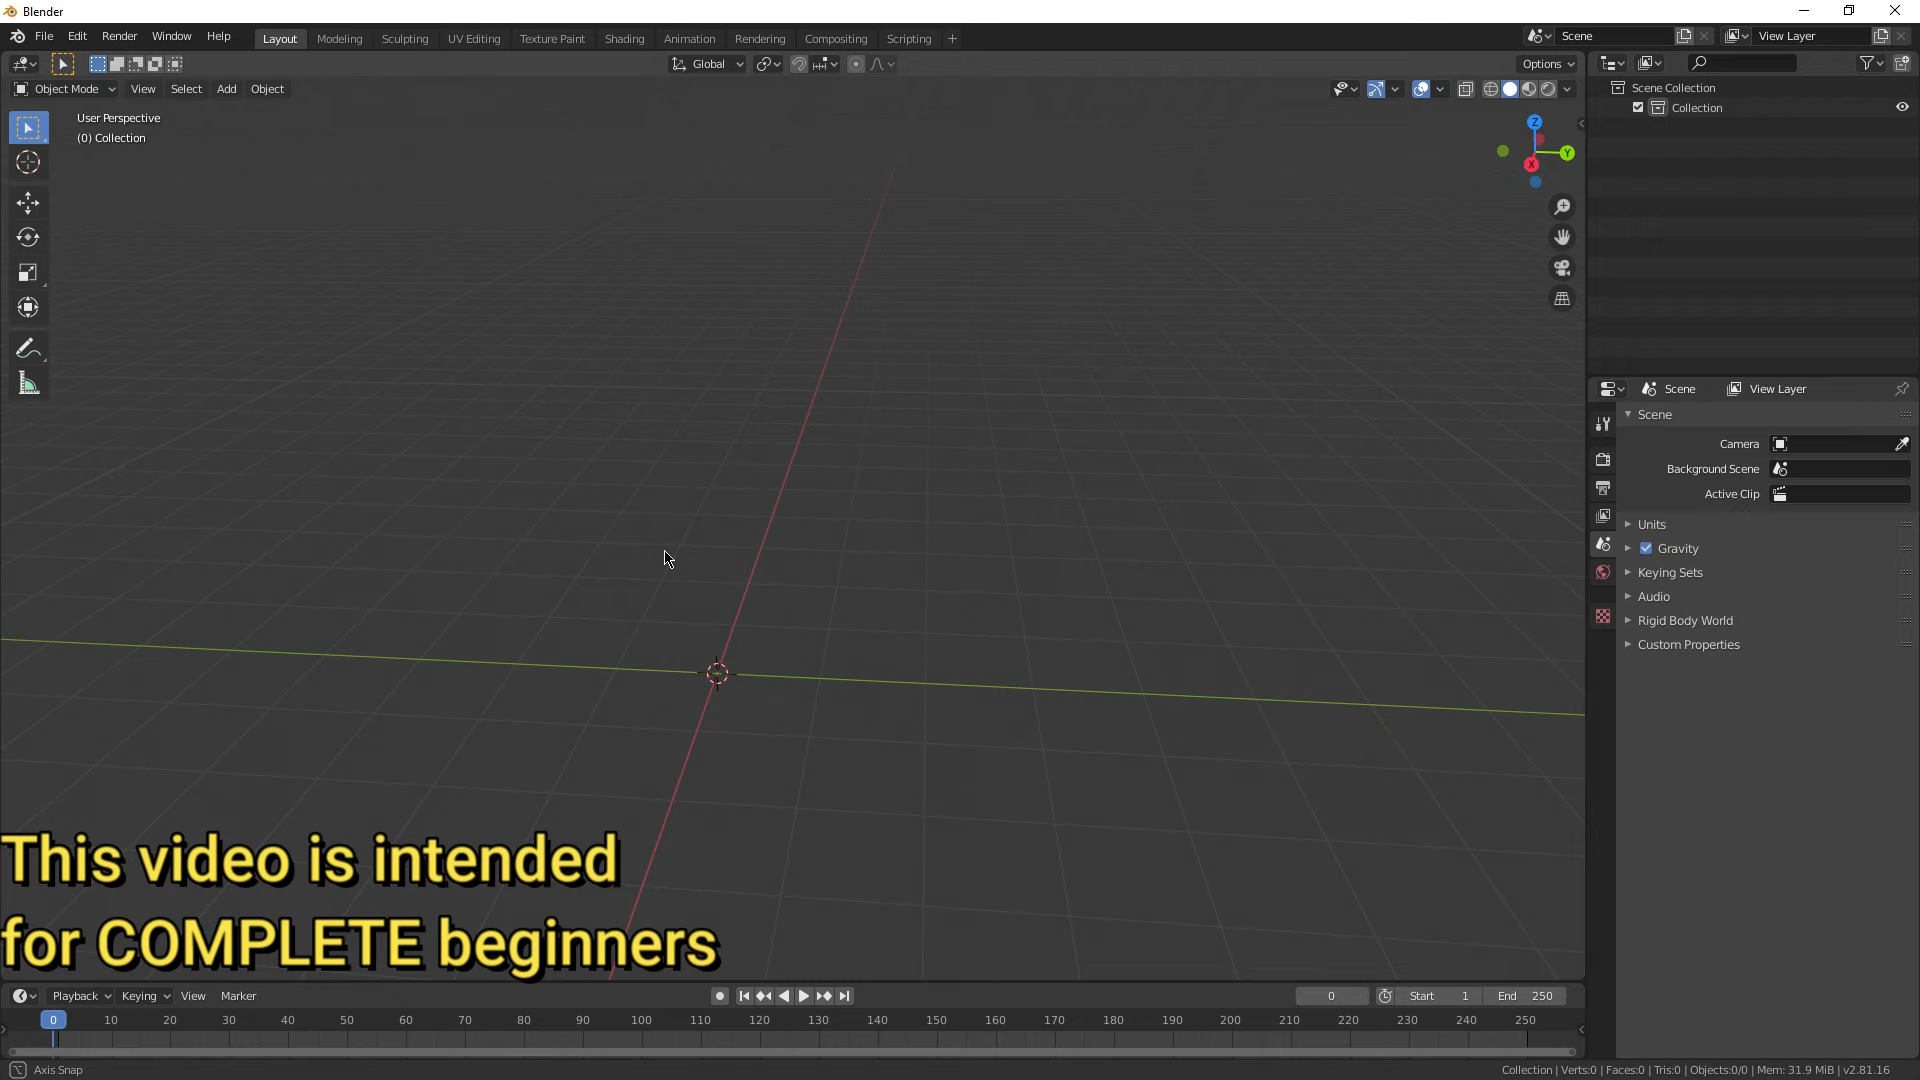 Blender
File Edit Render Window Help Layout Modeling Sculpting UV Editing Texture Paint Shading Animation Rendering Compositing Scripting + Scene View Layer
Global Options
Object Mode View Select Add Object
User Perspective
(0) Collection
Z
Y
X
Scene Collection
Collection
Scene View Layer
Scene
Camera
Background Scene
Active Clip
Units
Gravity
Keying Sets
Audio
Rigid Body World
Custom Properties
This video is intended
for COMPLETE beginners
Playback Keying View Marker 0 Start 1 End 250
0 10 20 30 40 50 60 70 80 90 100 110 120 130 140 150 160 170 180 190 200 210 220 230 240 250
Axis Snap Collection | Verts:0 | Faces:0 | Tris:0 | Objects:0/0 | Mem: 31.9 MiB | v2.81.16